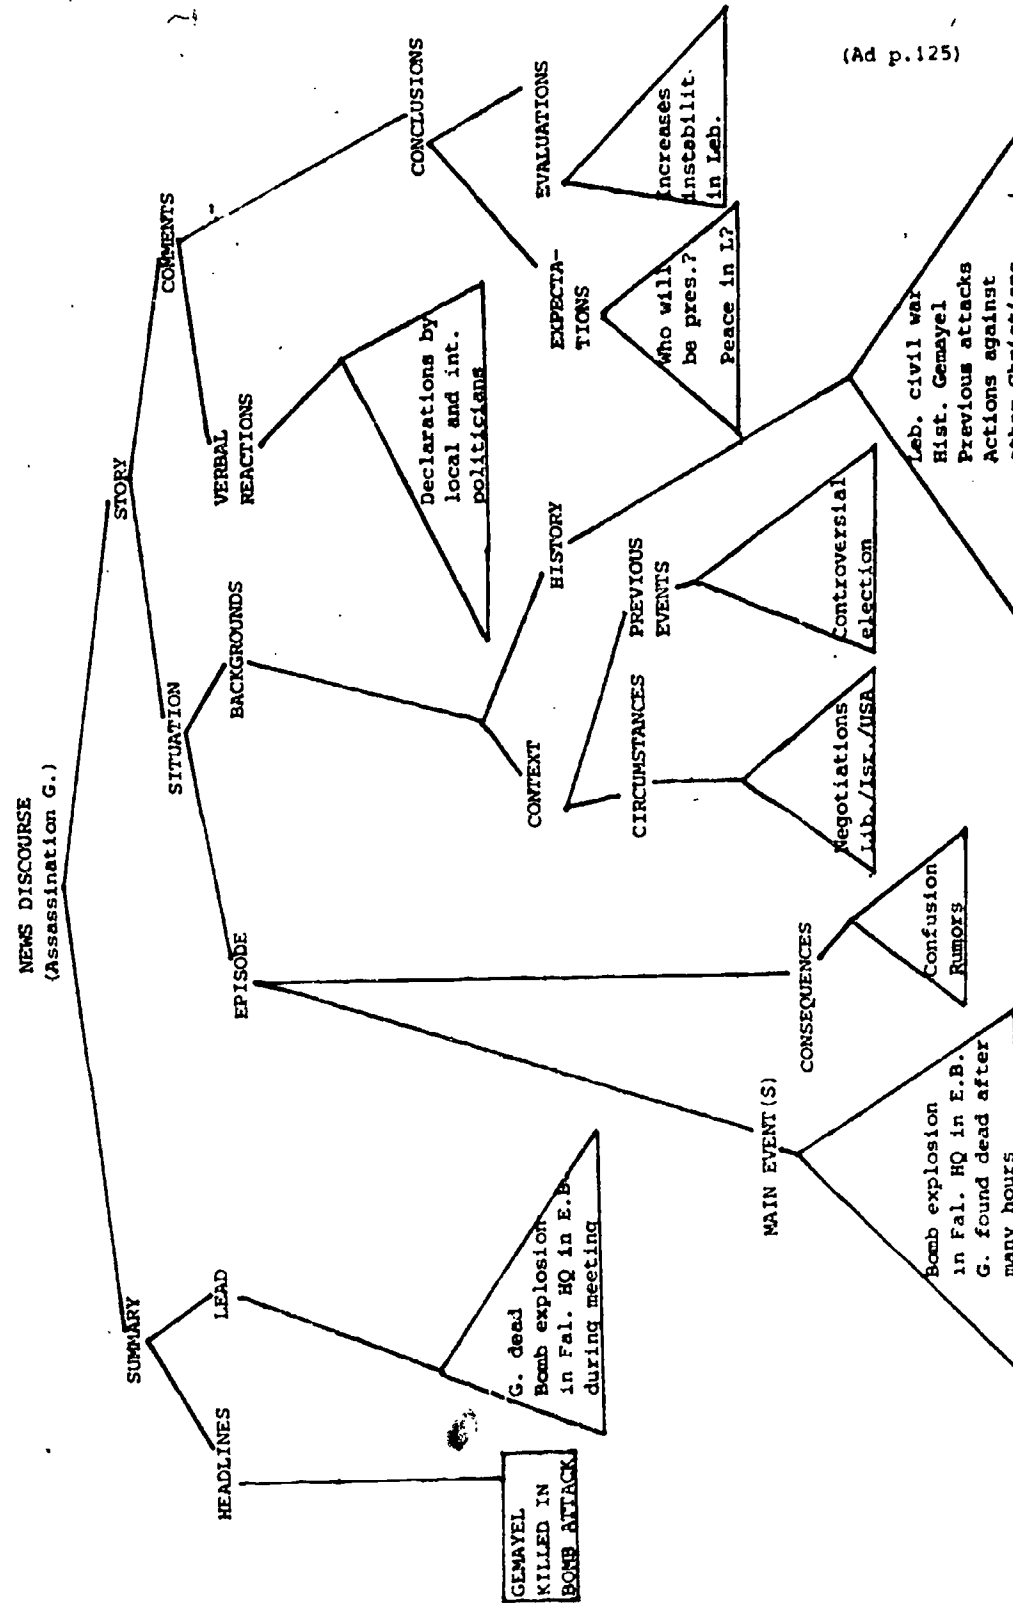 NEWS DISCOURSE
(Assassination G.)
SUMMARY
STORY
HEADLINES
LEAD
SITUATION
COMMENTS
EPISODE
BACKGROUNDS
VERBAL
REACTIONS
CONCLUSIONS
GEMAYEL
KILLED IN
BOMB ATTACK
G. dead
Bomb explosion
in Fal. HQ in E.B
during meeting
Declarations by
local and int.
politicians
CONTEXT
HISTORY
EXPECTA-
TIONS
EVALUATIONS
CIRCUMSTANCES
PREVIOUS
EVENTS
Who will
be pres.?
Peace in L?
Increases
instabilit.
in Leb.
MAIN EVENT(S)
CONSEQUENCES
Negotiations
Lib./Isr./USA
Controversial
election
Bomb explosion
in Fal. HQ in E.B.
G. found dead after
many hours
Confusion
Rumors
Leb. civil war
Hist. Gemayel
Previous attacks
Actions against
other Christians
(Ad p.125)